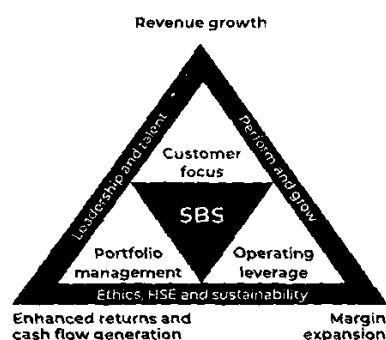 Revenue growth
Leadership and talent
Perform and grow
Customer
focus
SBS
Portfolio
management
Operating
leverage
Ethics, HSE and sustainability
Enhanced returns and
cash flow generation
Margin
expansion